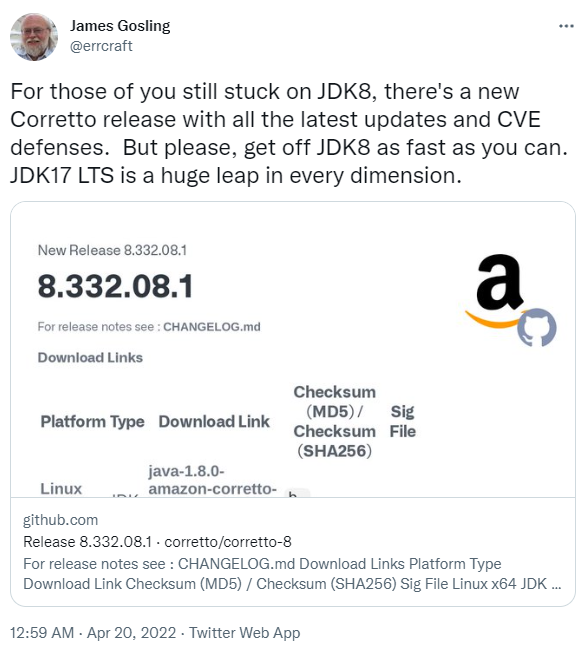 James Gosling
@errcraft
For those of you still stuck on JDK8, there's a new
Corretto release with all the latest updates and CVE
defenses.  But please, get off JDK8 as fast as you can.
JDK17 LTS is a huge leap in every dimension.
New Release 8.332.08.1
8.332.08.1
For release notes see : CHANGELOG.md
Download Links
Platform Type Download Link Checksum (MD5) / Checksum (SHA256) Sig File
Linux java-1.8.0-
amazon-corretto-
github.com
Release 8.332.08.1 · corretto/corretto-8
For release notes see : CHANGELOG.md Download Links Platform Type
Download Link Checksum (MD5) / Checksum (SHA256) Sig File Linux x64 JDK ...
12:59 AM · Apr 20, 2022 · Twitter Web App